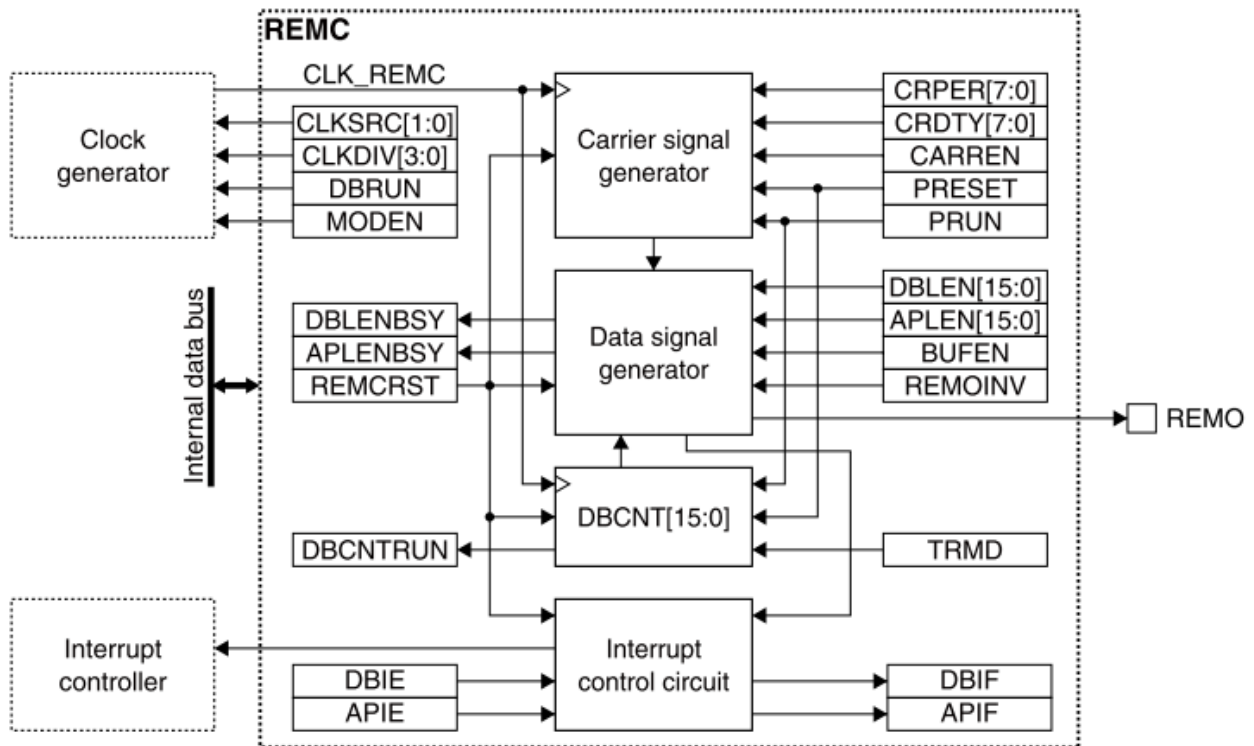 REMC
CLK_REMC
Clock
generator
CLKSRC[1:0]
CLKDIV[3:0]
DBRUN
MODEN
Carrier signal
generator
CRPER[7:0]
CRDTY[7:0]
CARREN
PRESET
PRUN
Internal data bus
DBLENBSY
APLENBSY
REMCRST
Data signal
generator
DBLEN[15:0]
APLEN[15:0]
BUFEN
REMOINV
REMO
DBCNTRUN
DBCNT[15:0]
TRMD
Interrupt
controller
DBIE
APIE
Interrupt
control circuit
DBIF
APIF